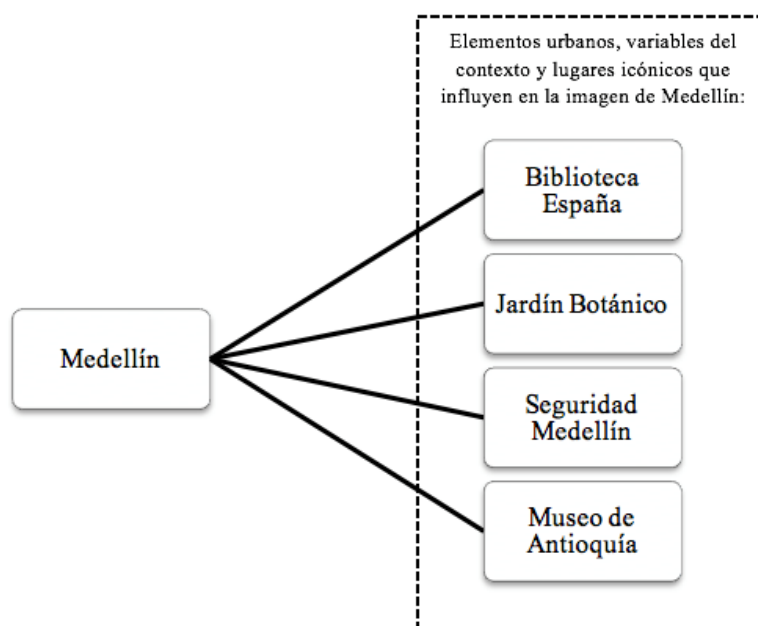 Elementos urbanos, variables del
contexto y lugares icónicos que
influyen en la imagen de Medellín:
Biblioteca
España
Jardín Botánico
Medellín
Seguridad
Medellín
Museo de
Antioquía